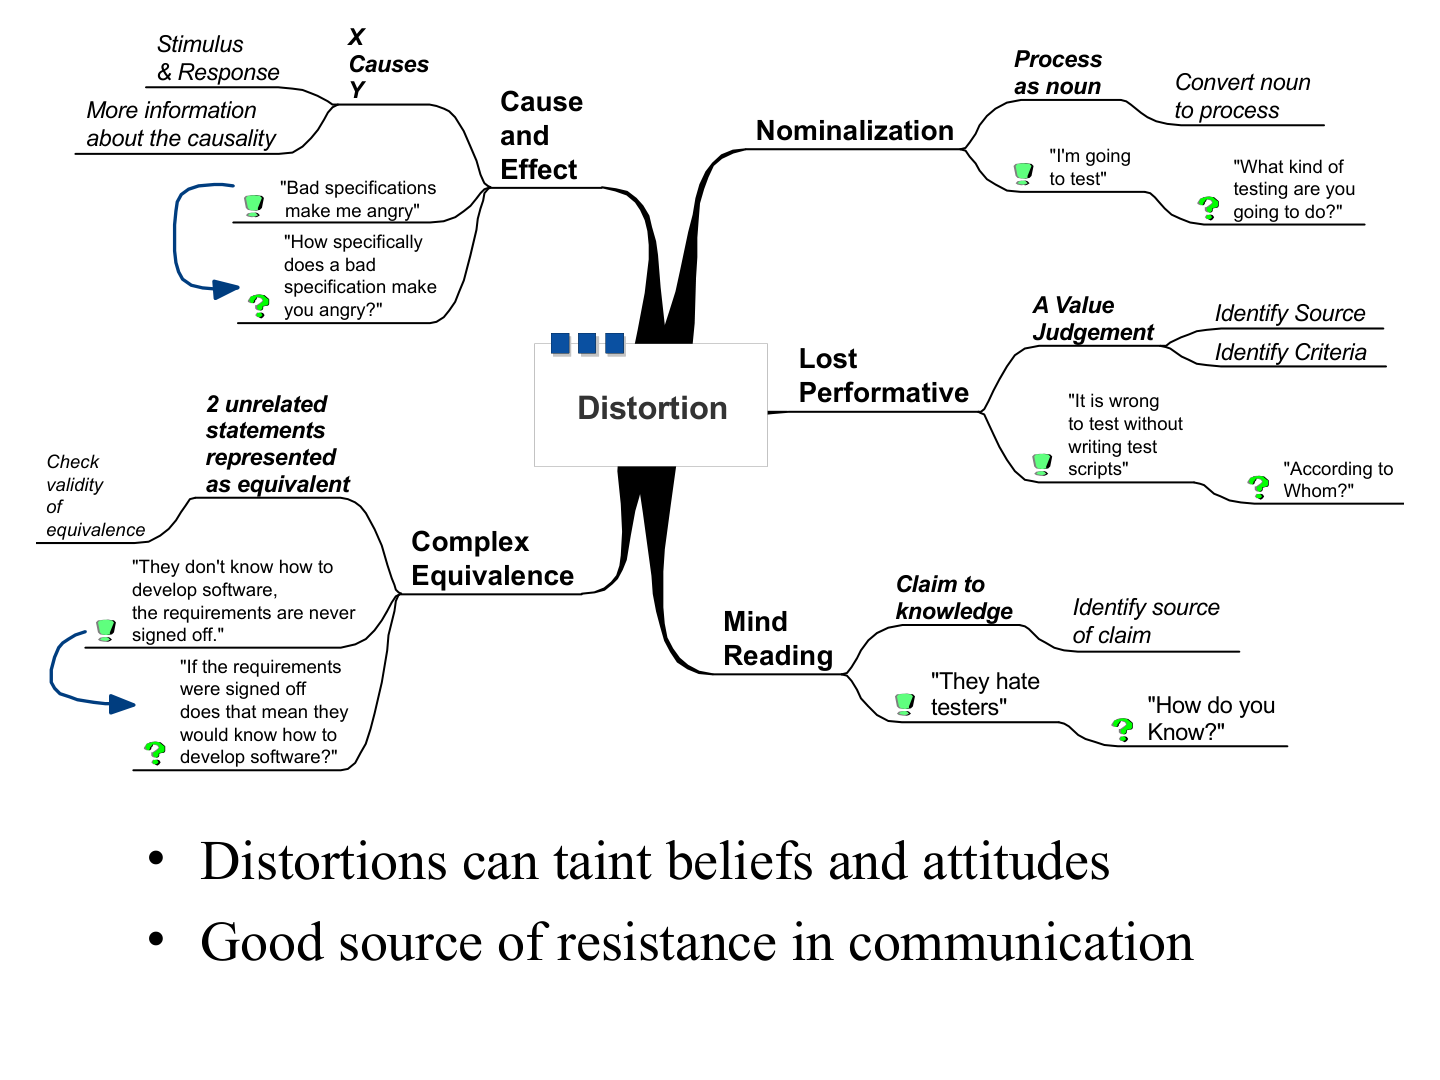 Stimulus
& Response
More information
about the causality
X
Causes
Y
Cause
and
Effect
"Bad specifications
make me angry"
"How specifically
does a bad
specification make
you angry?"
Nominalization
Process
as noun
Convert noun
to process
"I'm going
to test"
"What kind of
testing are you
going to do?"
Distortion
Lost
Performative
A Value
Judgement
Identify Source
Identify Criteria
"It is wrong
to test without
writing test
scripts"
"According to
Whom?"
2 unrelated
statements
represented
as equivalent
Check
validity
of
equivalence
Complex
Equivalence
"They don't know how to
develop software,
the requirements are never
signed off."
"If the requirements
were signed off
does that mean they
would know how to
develop software?"
Mind
Reading
Claim to
knowledge
Identify source
of claim
"They hate
testers"
"How do you
Know?"
• Distortions can taint beliefs and attitudes
• Good source of resistance in communication